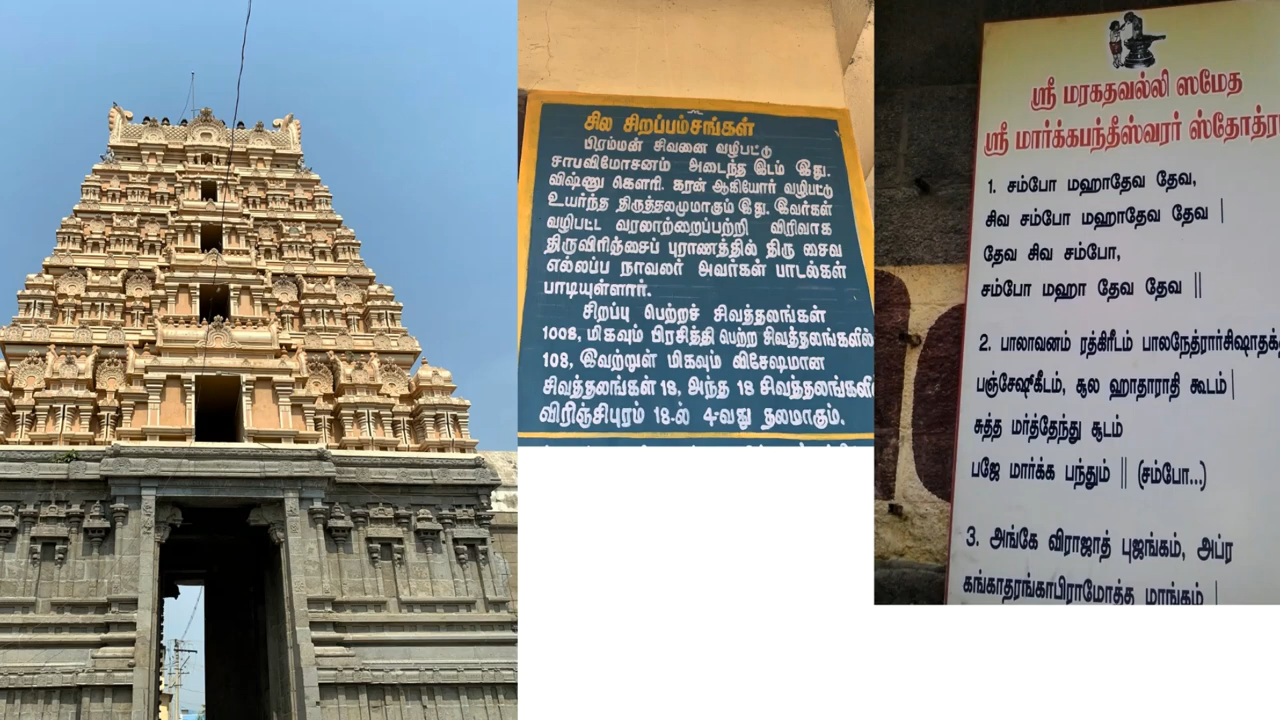 சில சிறப்பம்சங்கள்
பிரம்மன் சிவனை வழிபட்டு
சாபவிமோசனம் அடைந்த இடம் இது.
விஷ்ணு கௌரி. கரன் ஆகியோர் வழிபட்டு
உயர்ந்த திருத்தலமுமாகும் இது. இவர்கள்
வழிபட்ட வரலாற்றைப்பற்றி விரிவாக
திருவிரிஞ்சைப் புராணத்தில் திரு சைவ
எல்லப்ப நாவலர் அவர்கள் பாடல்கள்
பாடியுள்ளார்.
சிறப்பு பெற்றச் சிவத்தலங்கள்
1008, மிகவும் பிரசித்தி பெற்ற சிவத்தலங்களில்
108, இவற்றுள் மிகவும் விசேஷமான
சிவத்தலங்கள் 18, அந்த 18 சிவத்தலங்களி
விரிஞ்சிபுரம் 18-ல் 4-வது தலமாகும்.
ஸ்ரீ மரகதவல்லி ஸமேத
ஸ்ரீ மார்க்கபந்தீஸ்வரர் ஸ்தோத்ர
1. சம்போ மஹாதேவ தேவ,
சிவ சம்போ மஹாதேவ தேவ |
தேவ சிவ சம்போ,
சம்போ மஹா தேவ தேவ ||
2. பாலாவனம் ரத்கிரீடம் பாலநேத்ரார்சிஷாதக்
பஞ்சேஷுகீடம், சூல ஹாதாராதி கூடம் |
சுத்த மர்த்தேந்து சூடம்
பஜே மார்க்க பந்தும் || (சம்போ...)
3. அங்கே விராஜாத் புஜங்கம், அப்ர
கங்காதரங்காபிராமோத்த மாங்கம் |